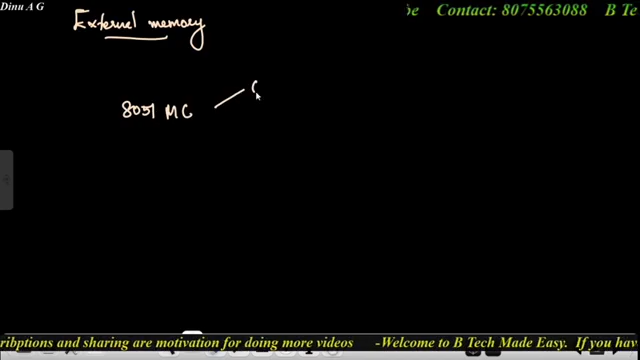 Dinu A G
be Contact: 8075563088 B Te
External memory
8051 MC
ribptions and sharing are motivation for doing more videos -Welcome to B Tech Made Easy. If you hav